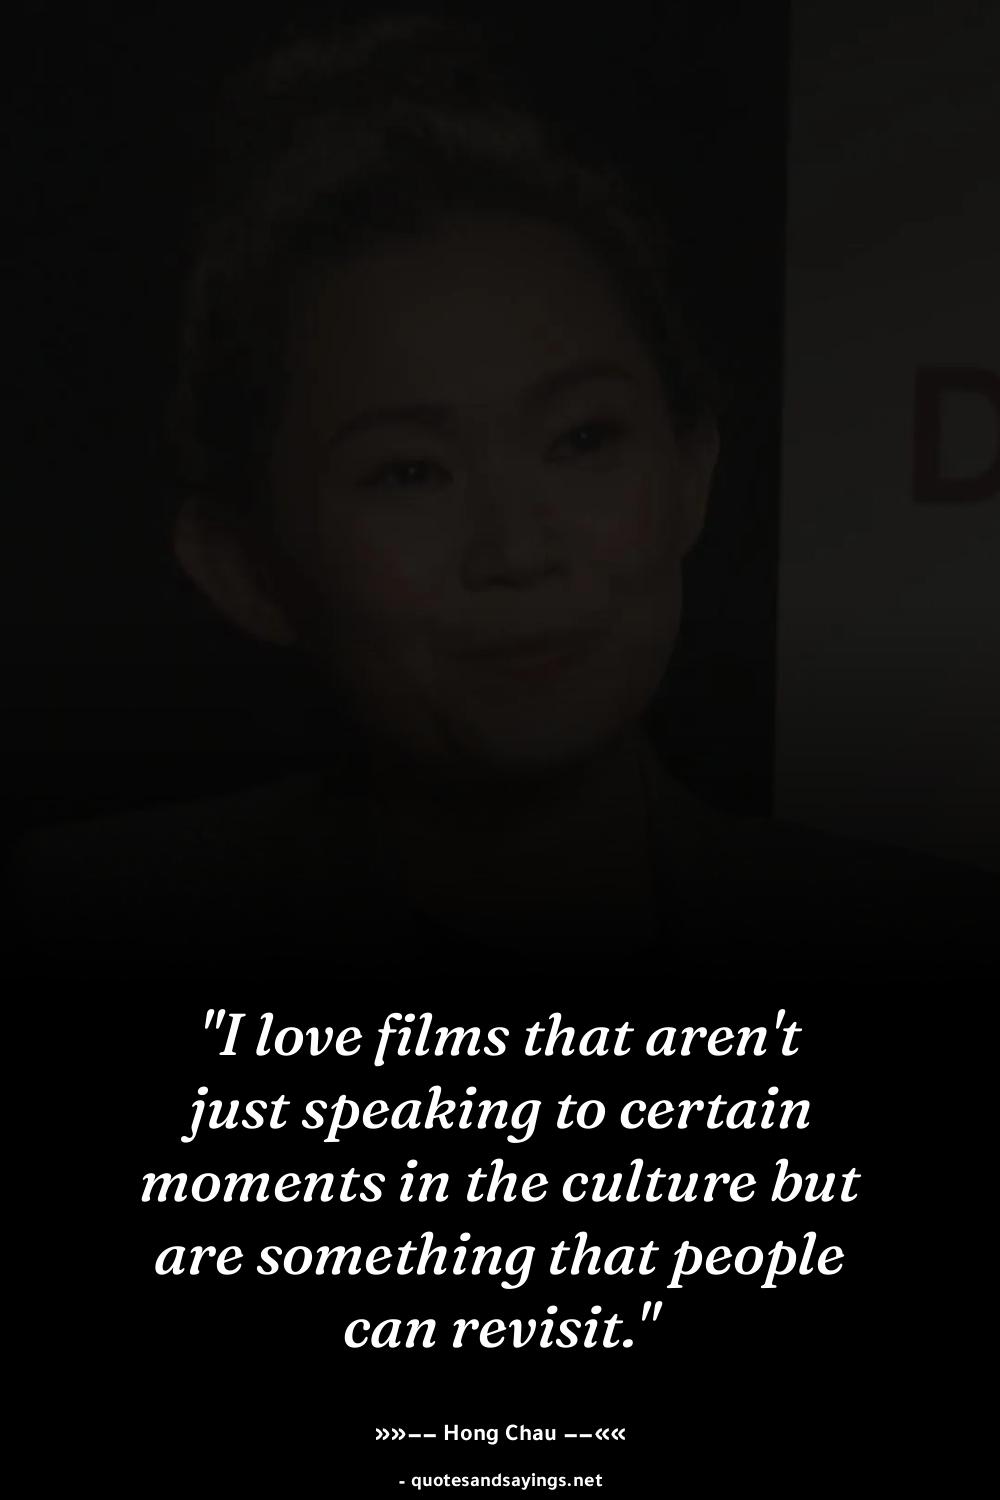 D
"I love films that aren't
just speaking to certain
moments in the culture but
are something that people
can revisit."
»»—— Hong Chau ——««
- quotesandsayings.net